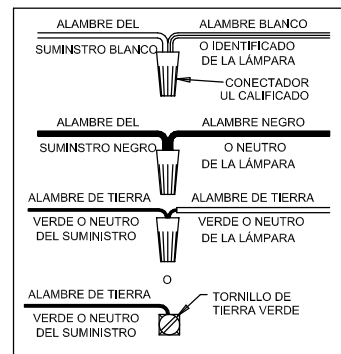 ALAMBRE DEL ALAMBRE BLANCO
SUMINISTRO BLANCO O IDENTIFICADO
DE LA LÁMPARA
CONECTADOR
UL CALIFICADO
ALAMBRE DEL ALAMBRE NEGRO
SUMINISTRO NEGRO O NEUTRO
DE LA LÁMPARA
ALAMBRE DE TIERRA ALAMBRE DE TIERRA
VERDE O NEUTRO VERDE O NEUTRO
DEL SUMINISTRO DE LA LÁMPARA
O
ALAMBRE DE TIERRA TORNILLO DE
TIERRA VERDE
VERDE O NEUTRO
DEL SUMINISTRO